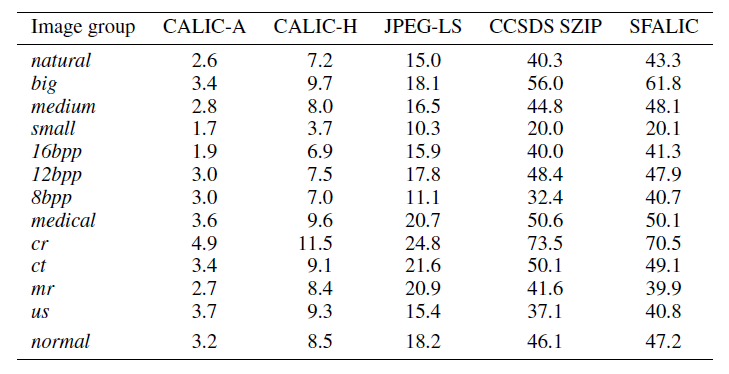 Image group CALIC-A CALIC-H JPEG-LS CCSDS SZIP SFALIC
natural 2.6 7.2 15.0 40.3 43.3
big 3.4 9.7 18.1 56.0 61.8
medium 2.8 8.0 16.5 44.8 48.1
small 1.7 3.7 10.3 20.0 20.1
16bpp 1.9 6.9 15.9 40.0 41.3
12bpp 3.0 7.5 17.8 48.4 47.9
8bpp 3.0 7.0 11.1 32.4 40.7
medical 3.6 9.6 20.7 50.6 50.1
cr 4.9 11.5 24.8 73.5 70.5
ct 3.4 9.1 21.6 50.1 49.1
mr 2.7 8.4 20.9 41.6 39.9
us 3.7 9.3 15.4 37.1 40.8
normal 3.2 8.5 18.2 46.1 47.2